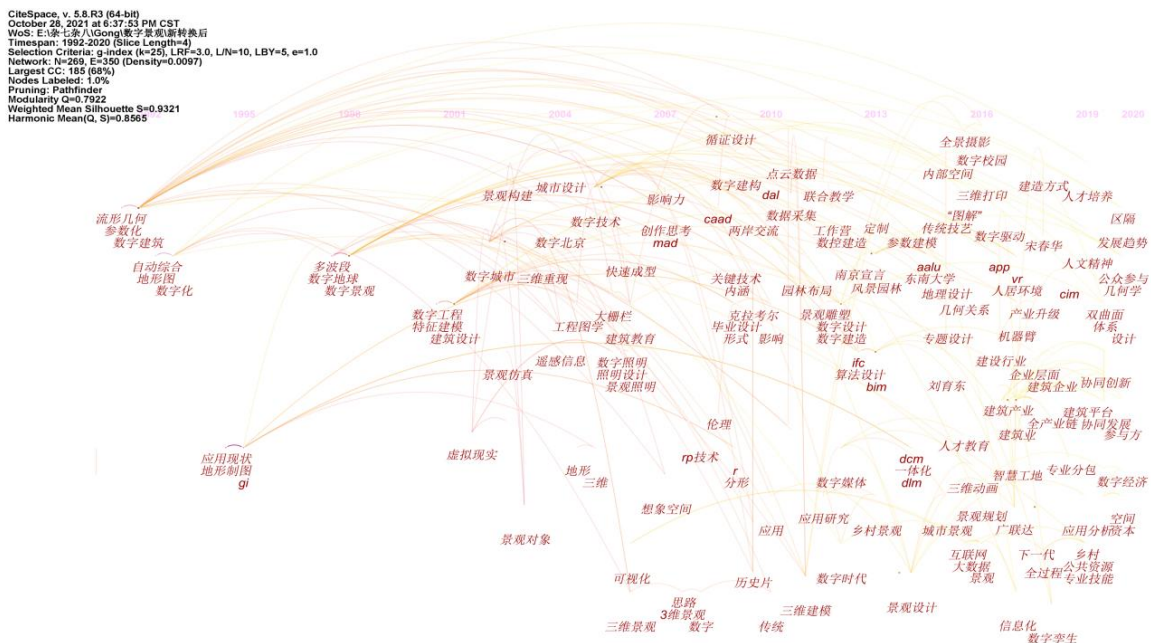 CiteSpace, v. 5.8.R3 (64-bit)
October 28, 2021 at 6:37:53 PM CST
WoS: E:\杂七杂八\Gong\数字景观\新转换后
Timespan: 1992-2020 (Slice Length=4)
Selection Criteria: g-index (k=25), LRF=3.0, L/N=10, LBY=5, e=1.0
Network: N=269, E=350 (Density=0.0097)
Largest CC: 185 (68%)
Nodes Labeled: 1.0%
Pruning: Pathfinder
Modularity Q=0.7922
Weighted Mean Silhouette S=0.9321
Harmonic Mean(Q, S)=0.8565
1995 1998 2001 2004 2007 2010 2013 2016 2019 2020
流形几何
参数化
数字建筑
自动综合
地形图
数字化
应用现状
地形制图
gi
多波段
数字地球
数字景观
数字工程
特征建模
建筑设计
景观构建
数字城市
三维重现
景观仿真
虚拟现实
景观对象
城市设计
数字技术
数字北京
工程图学
遥感信息
地形
三维
快速成型
大栅栏
建筑教育
数字照明
照明设计
景观照明
想象空间
可视化
三维景观
影响力
创作思考
mad
rp技术
思路
3维景观
数字
循证设计
数字建构
caad
两岸交流
关键技术
内涵
克拉考尔
毕业设计
形式
影响
伦理
r
分形
历史片
点云数据
dal
数据采集
园林布局
应用
传统
联合教学
工作营
数控建造
景观雕塑
数字设计
数字建造
数字媒体
应用研究
数字时代
三维建模
定制
参数建模
南京宣言
风景园林
ifc
算法设计
bim
乡村景观
全景摄影
数字校园
内部空间
三维打印
"图解"
传统技艺
数字驱动
aalu
东南大学
地理设计
几何关系
专题设计
刘育东
dcm
一体化
dlm
景观设计
app
vr
人居环境
产业升级
机器臂
建设行业
企业层面
建筑企业
建筑产业
全产业链
建筑业
人才教育
智慧工地
三维动画
景观规划
城市景观
广联达
互联网
大数据
景观
建造方式
人才培养
宋春华
人文精神
cim
区隔
发展趋势
公众参与
几何学
双曲面
体系
设计
协同创新
建筑平台
协同发展
参与方
专业分包
数字经济
空间
应用分析
资本
下一代
乡村
全过程
公共资源
专业技能
信息化
数字孪生